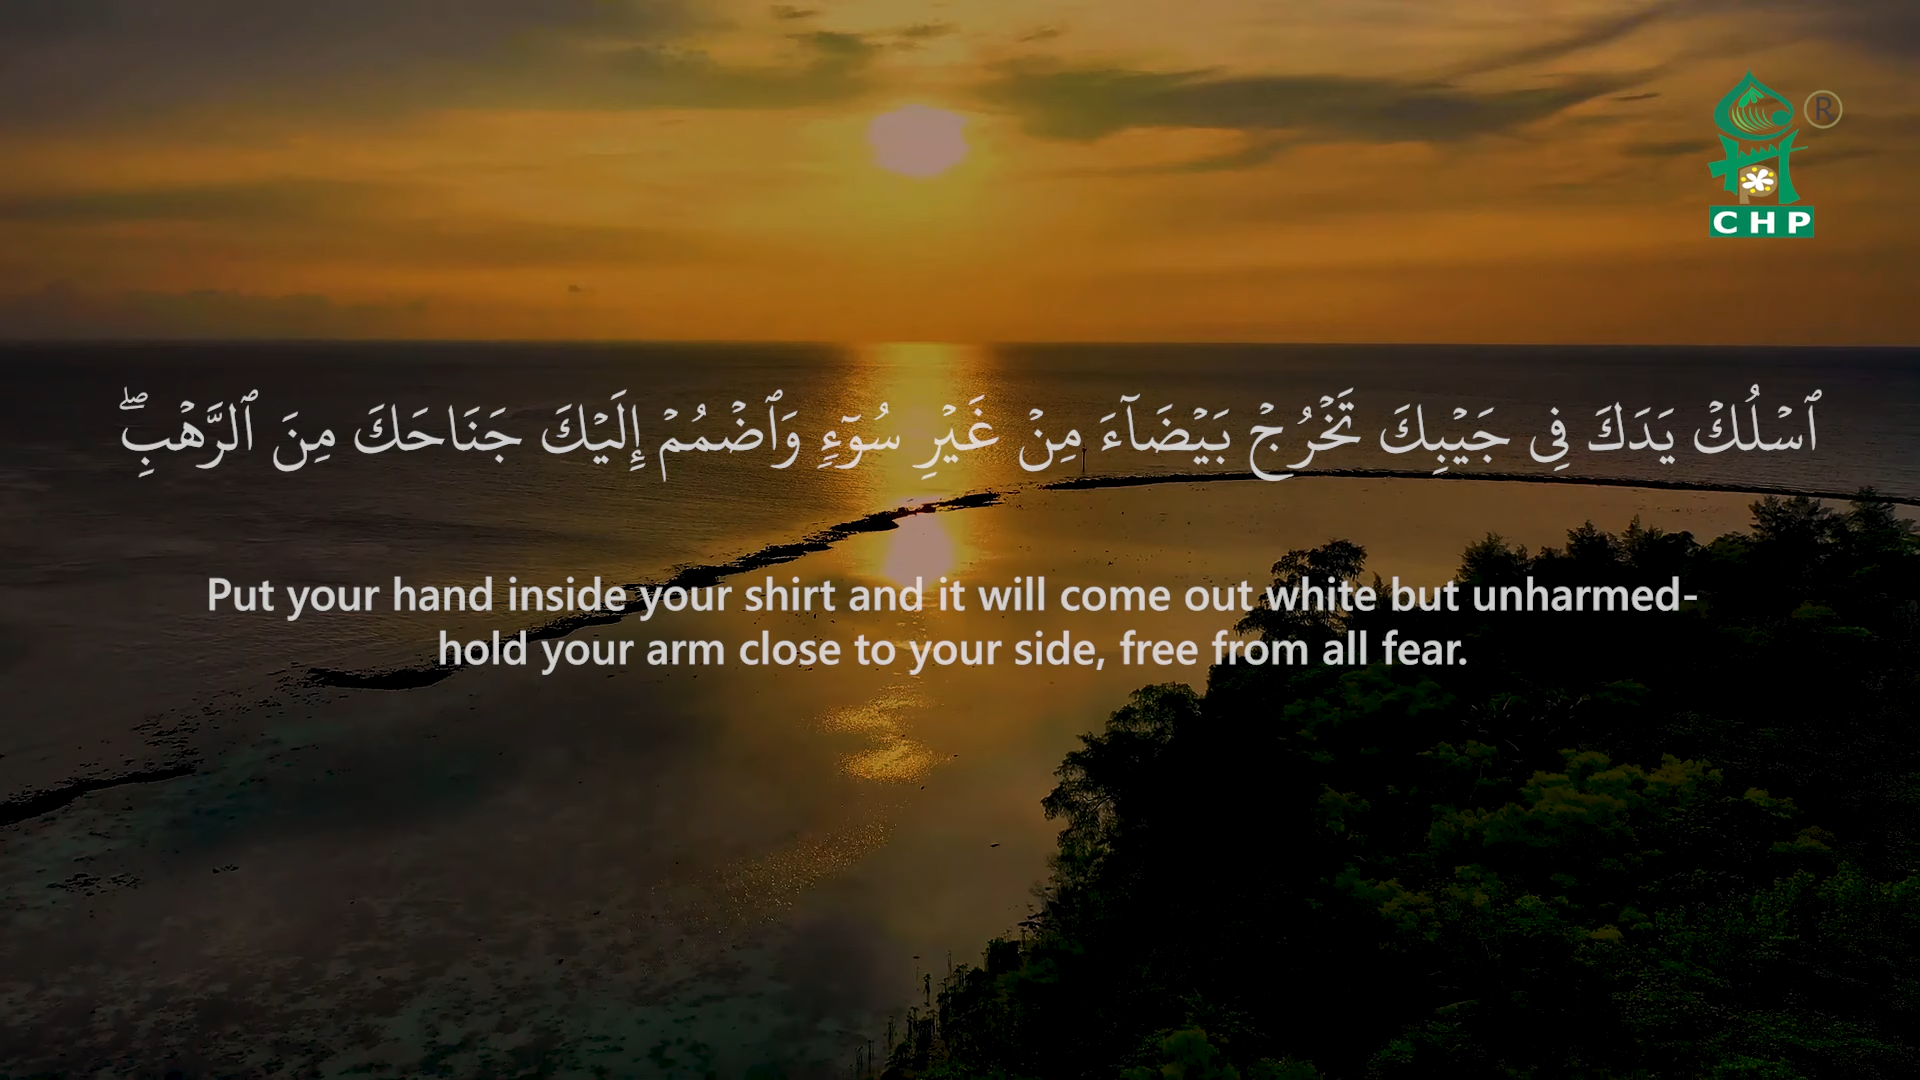 CHP
®
ٱسْلُكْ يَدَكَ فِى جَيْبِكَ تَخْرُجْ بَيْضَآءَ مِنْ غَيْرِ سُوٓءٍ وَٱضْمُمْ إِلَيْكَ جَنَاحَكَ مِنَ ٱلرَّهْبِ ۖ
Put your hand inside your shirt and it will come out white but unharmed-
hold your arm close to your side, free from all fear.